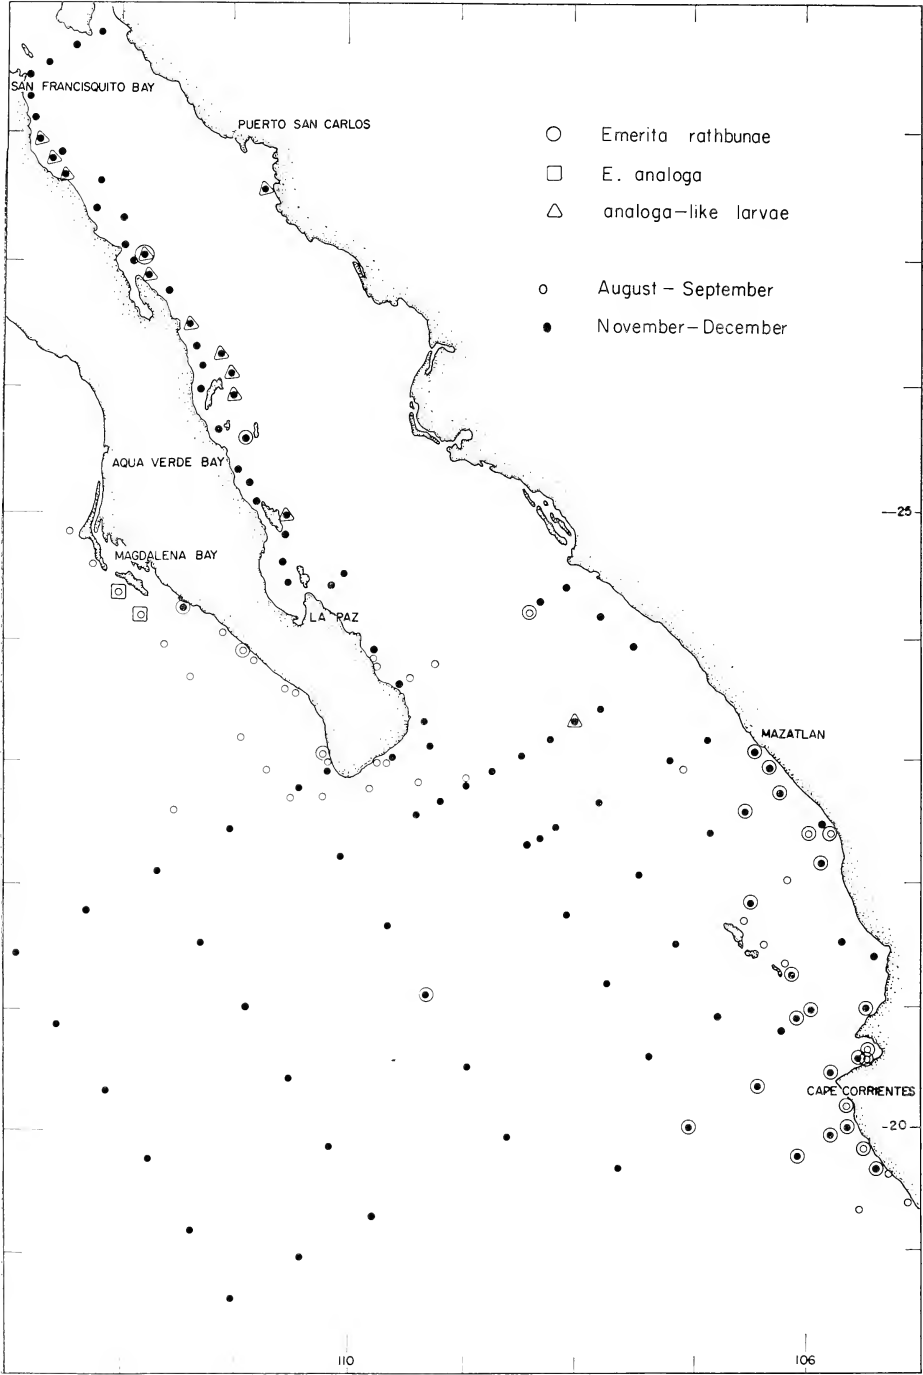 SAN FRANCISQUITO BAY
PUERTO SAN CARLOS
Emerita rathbunae
E. analoga
analoga-like larvae
August - September
November - December
AQUA VERDE BAY
25
MAGDALENA BAY
LA PAZ
MAZATLAN
CAPE CORRIENTES
20
110
106